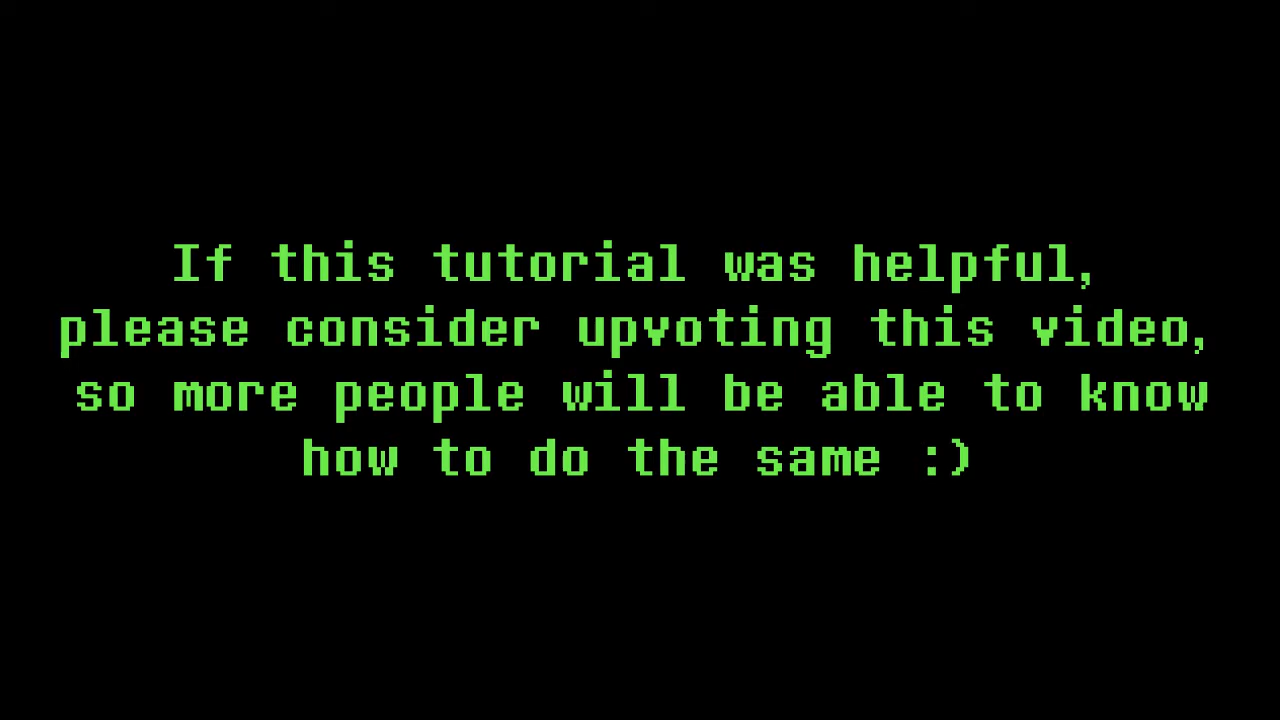 If this tutorial was helpful,
please consider upvoting this video,
so more people will be able to know
how to do the same :)